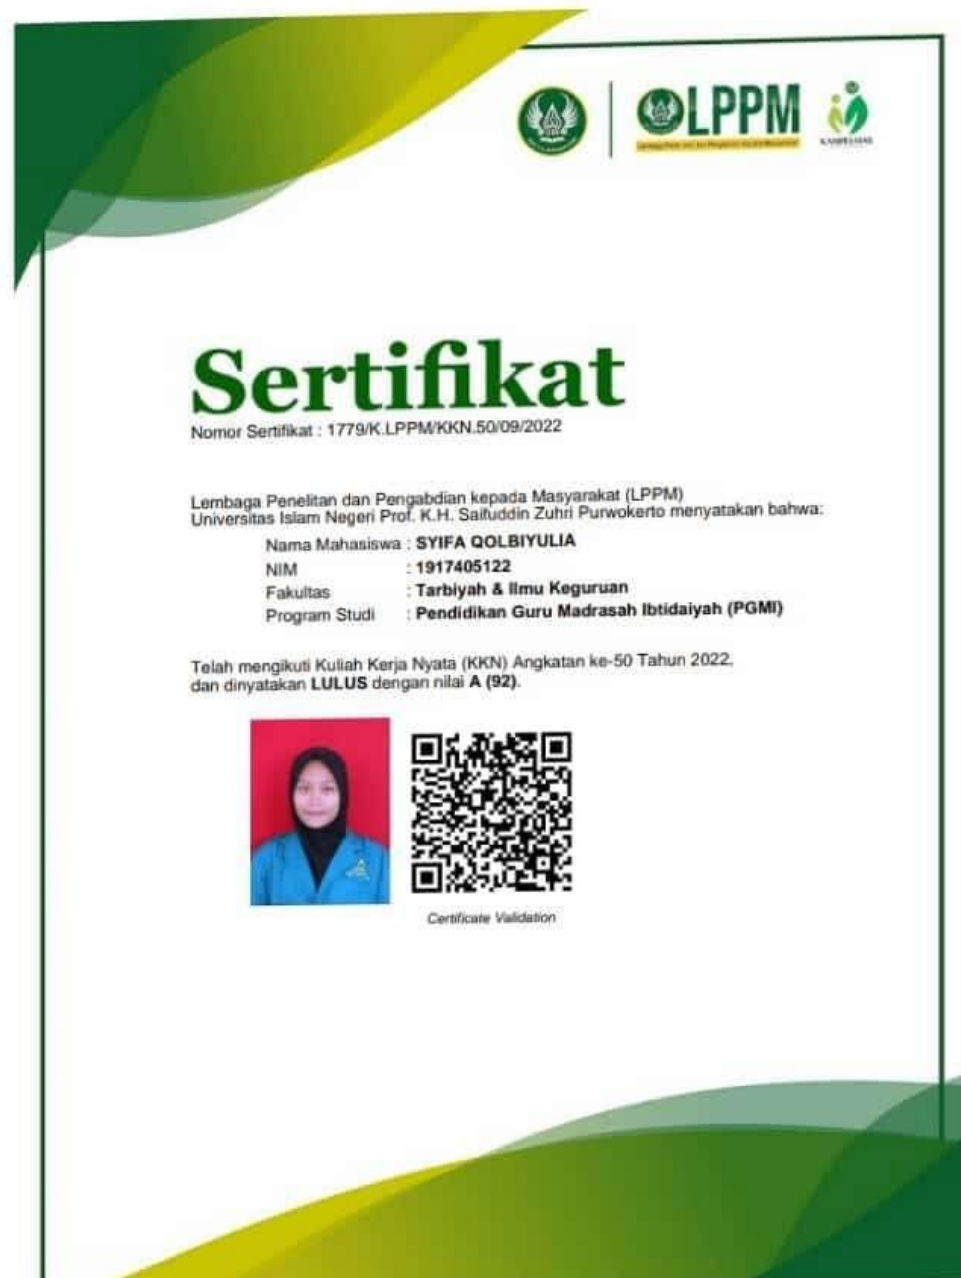 LPPM
Sertifikat
Nomor Sertifikat : 1779/K.LPPM/KKN.50/09/2022
Lembaga Penelitan dan Pengabdian kepada Masyarakat (LPPM)
Universitas Islam Negeri Prof. K.H. Saifuddin Zuhri Purwokerto menyatakan bahwa:
Nama Mahasiswa : SYIFA QOLBIYULIA
NIM : 1917405122
Fakultas : Tarbiyah & Ilmu Keguruan
Program Studi : Pendidikan Guru Madrasah Ibtidaiyah (PGMI)
Telah mengikuti Kuliah Kerja Nyata (KKN) Angkatan ke-50 Tahun 2022,
dan dinyatakan LULUS dengan nilai A (92).
Certificate Validation